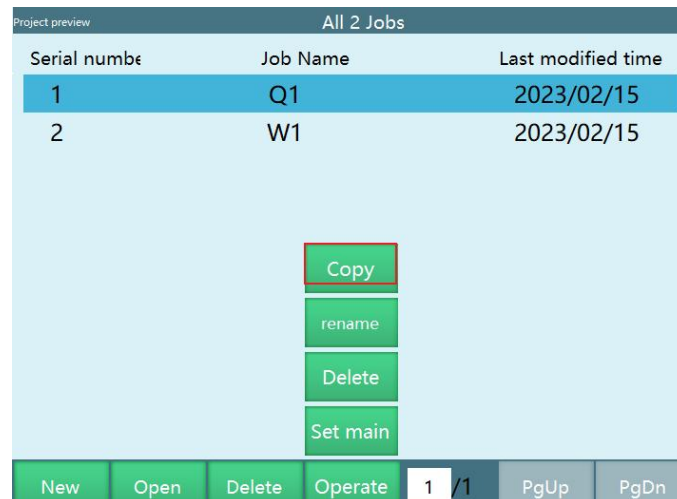 Project preview All 2 Jobs
Serial numbe Job Name Last modified time
1 Q1 2023/02/15
2 W1 2023/02/15
Copy
rename
Delete
Set main
New Open Delete Operate 1 /1 PgUp PgDn